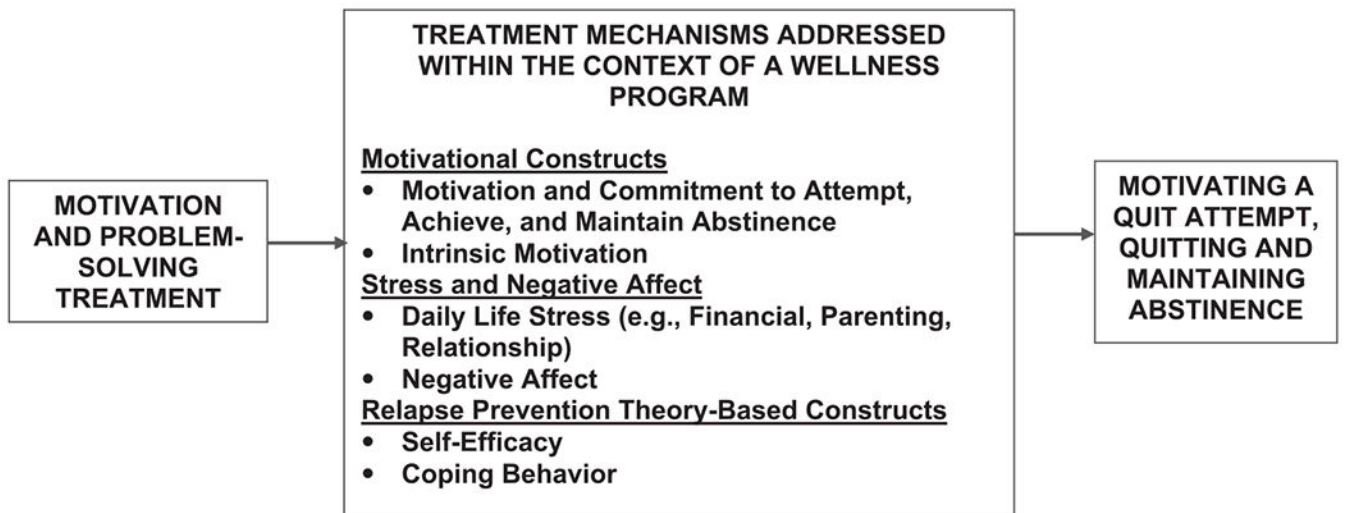 MOTIVATION
AND PROBLEM-
SOLVING
TREATMENT
TREATMENT MECHANISMS ADDRESSED
WITHIN THE CONTEXT OF A WELLNESS
PROGRAM
Motivational Constructs
• Motivation and Commitment to Attempt,
Achieve, and Maintain Abstinence
• Intrinsic Motivation
Stress and Negative Affect
• Daily Life Stress (e.g., Financial, Parenting,
Relationship)
• Negative Affect
Relapse Prevention Theory-Based Constructs
• Self-Efficacy
• Coping Behavior
MOTIVATING A
QUIT ATTEMPT,
QUITTING AND
MAINTAINING
ABSTINENCE